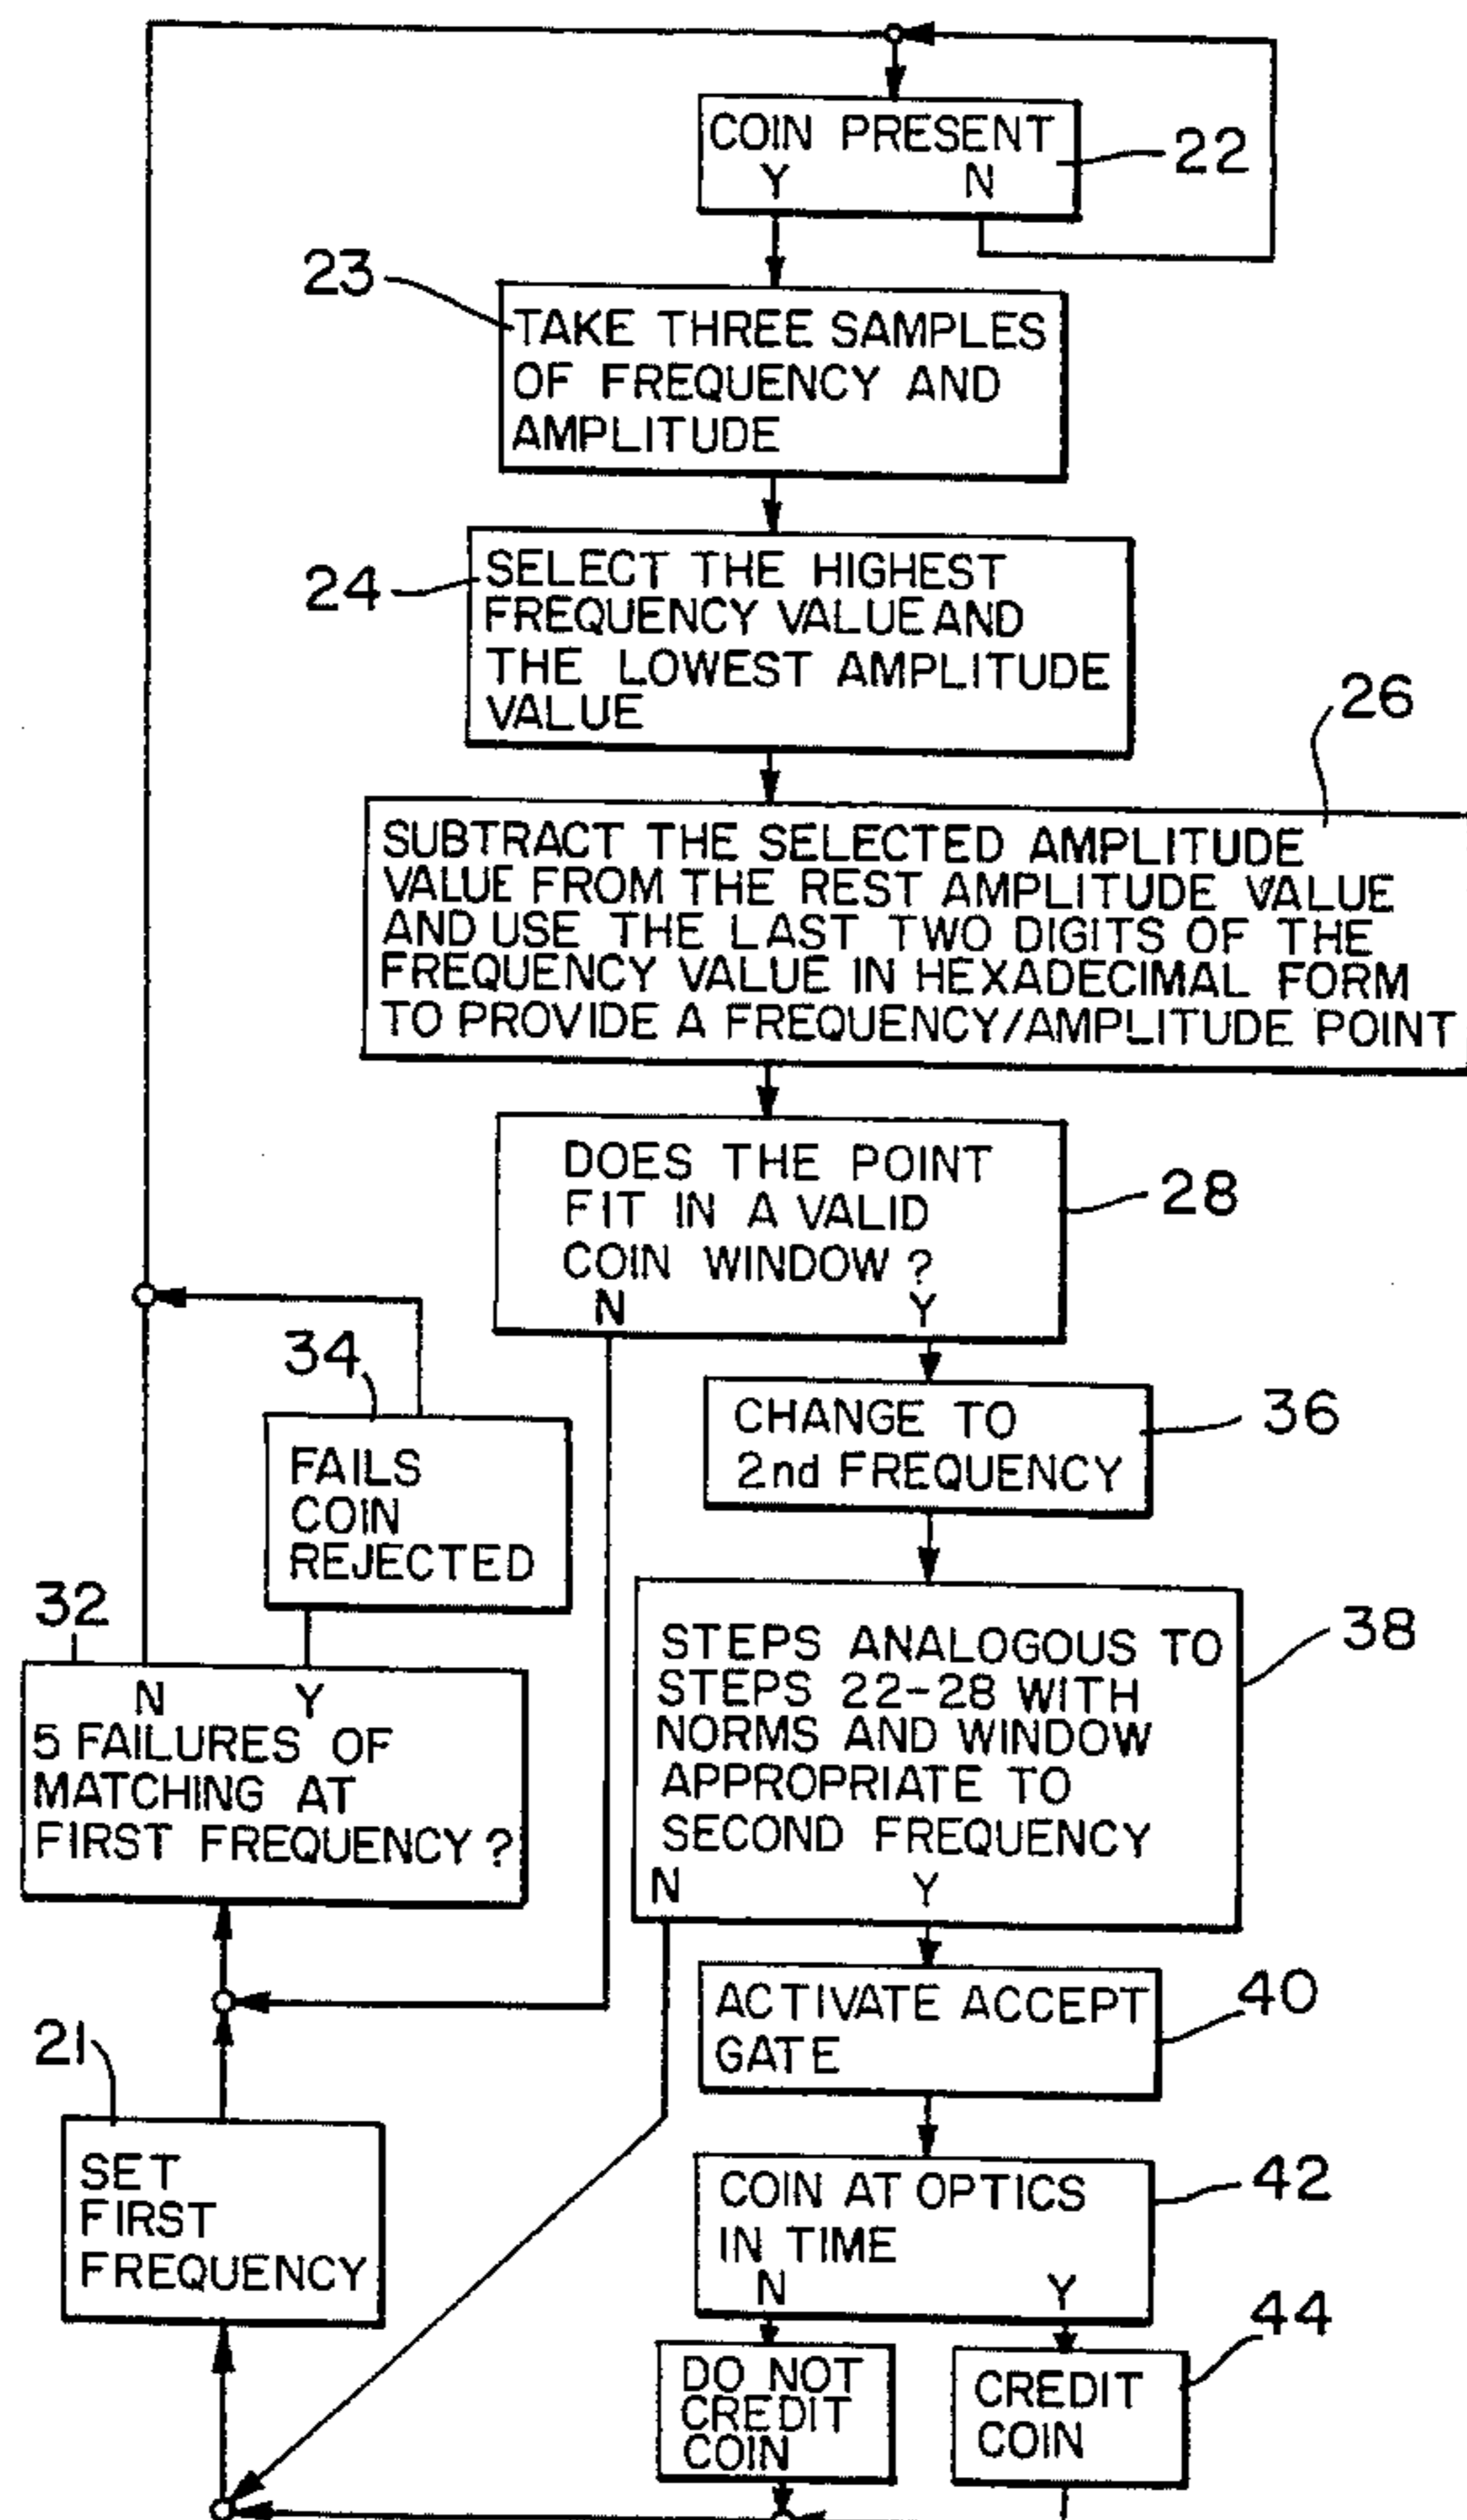 COIN PRESENT
Y N
22
23
TAKE THREE SAMPLES
OF FREQUENCY AND
AMPLITUDE
24
SELECT THE HIGHEST
FREQUENCY VALUE AND
THE LOWEST AMPLITUDE
VALUE
26
SUBTRACT THE SELECTED AMPLITUDE
VALUE FROM THE REST AMPLITUDE VALUE
AND USE THE LAST TWO DIGITS OF THE
FREQUENCY VALUE IN HEXADECIMAL FORM
TO PROVIDE A FREQUENCY/AMPLITUDE POINT
DOES THE POINT
FIT IN A VALID
COIN WINDOW?
N Y
28
34
FAILS
COIN
REJECTED
CHANGE TO
2nd FREQUENCY
36
32
N Y
5 FAILURES OF
MATCHING AT
FIRST FREQUENCY?
STEPS ANALOGOUS TO
STEPS 22-28 WITH
NORMS AND WINDOW
APPROPRIATE TO
SECOND FREQUENCY
N Y
38
ACTIVATE ACCEPT
GATE
40
21
SET
FIRST
FREQUENCY
COIN AT OPTICS
IN TIME
N Y
42
DO NOT
CREDIT
COIN
CREDIT
COIN
44